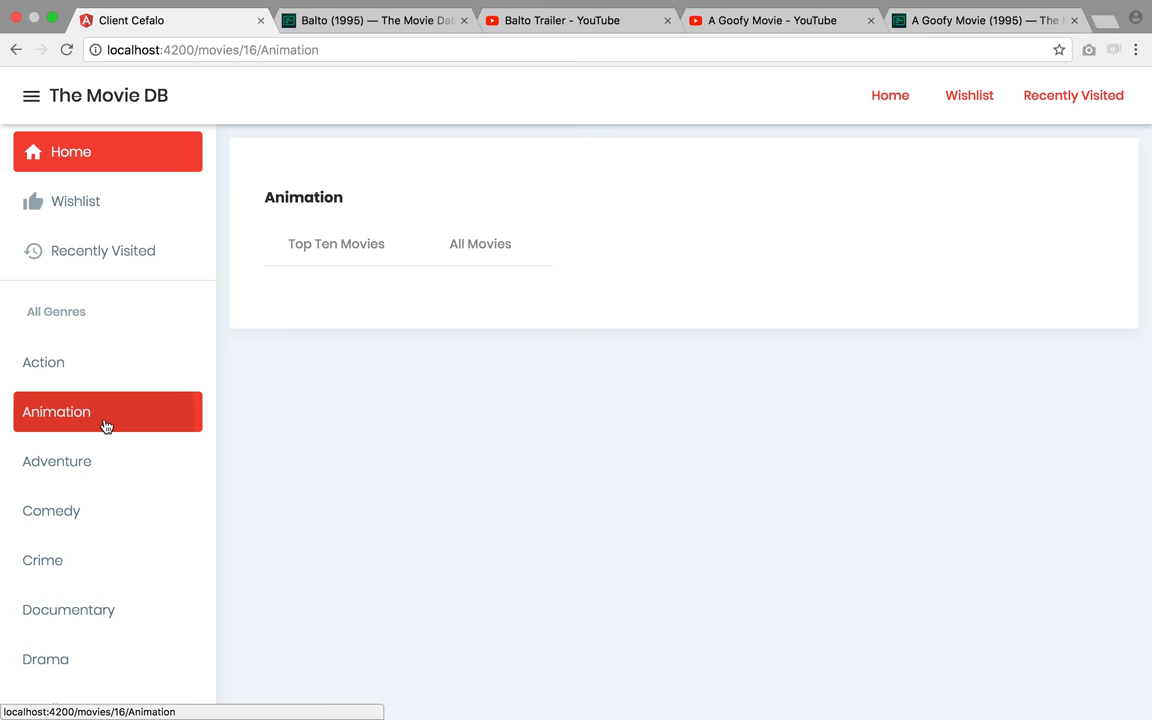 Client Cefalo
Balto (1995) — The Movie Dat
Balto Trailer - YouTube
A Goofy Movie - YouTube
A Goofy Movie (1995) — The
localhost:4200/movies/16/Animation
The Movie DB
Home
Wishlist
Recently Visited
Home
Wishlist
Recently Visited
All Genres
Action
Animation
Adventure
Comedy
Crime
Documentary
Drama
Animation
Top Ten Movies
All Movies
localhost:4200/movies/16/Animation